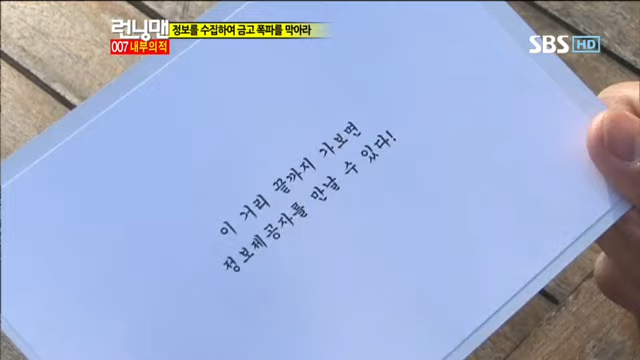 런닝맨
007 내부의 적
정보를 수집하여 금고 폭파를 막아라
SBS HD
이 거리 끝까지 가보면
정보제공자를 만날 수 있다!